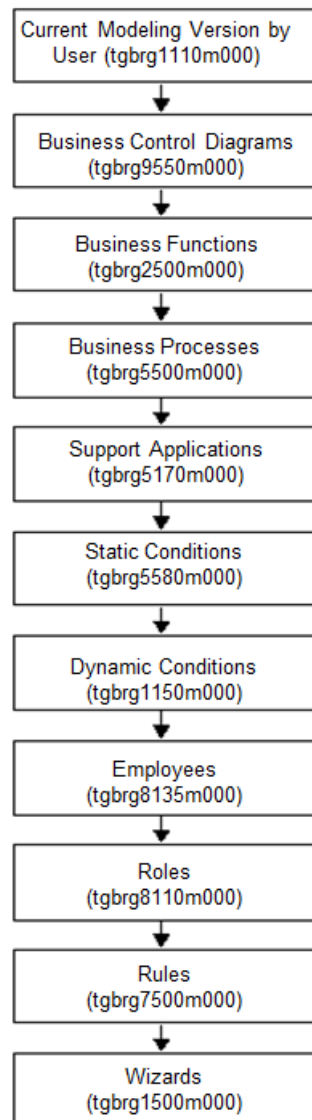 Current Modeling Version by
User (tgbrg1110m000)
Business Control Diagrams
(tgbrg9550m000)
Business Functions
(tgbrg2500m000)
Business Processes
(tgbrg5500m000)
Support Applications
(tgbrg5170m000)
Static Conditions
(tgbrg5580m000)
Dynamic Conditions
(tgbrg1150m000)
Employees
(tgbrg8135m000)
Roles
(tgbrg8110m000)
Rules
(tgbrg7500m000)
Wizards
(tgbrg1500m000)